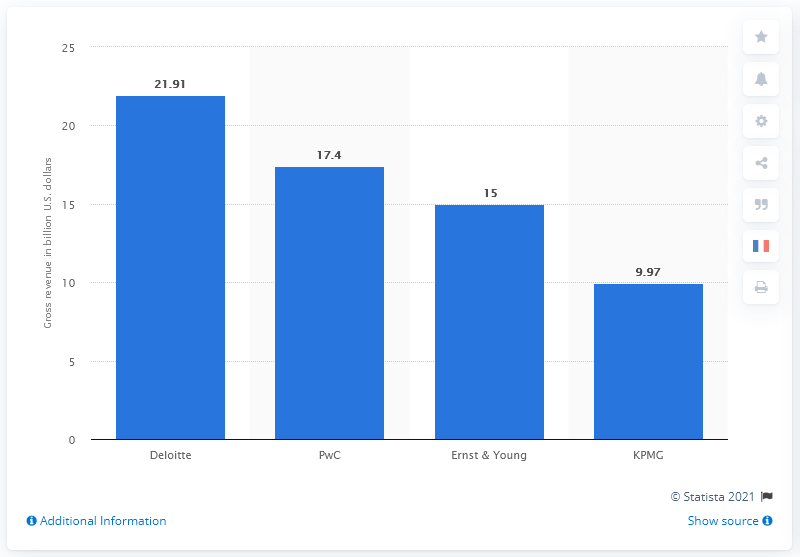 25
20
15
10
5
0
Gross revenue in billion U.S. dollars
21.91
17.4
15
9.97
Deloitte
PwC
Ernst & Young
KPMG
© Statista 2021
Additional Information
Show source